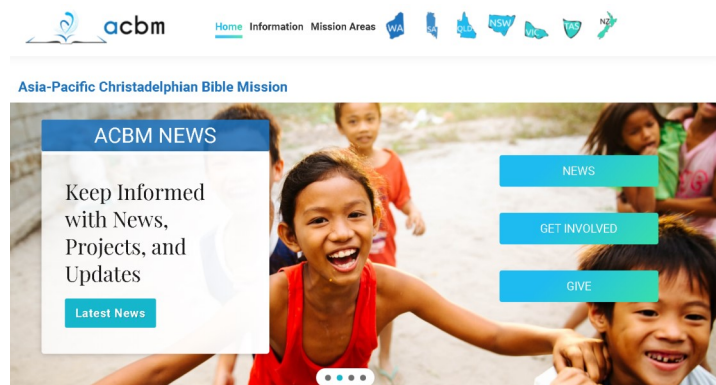 acbm
Home Information Mission Areas WA SA QLD NSW VIC TAS NZ
Asia-Pacific Christadelphian Bible Mission
ACBM NEWS
Keep Informed
with News,
Projects, and
Updates
Latest News
NEWS
GET INVOLVED
GIVE